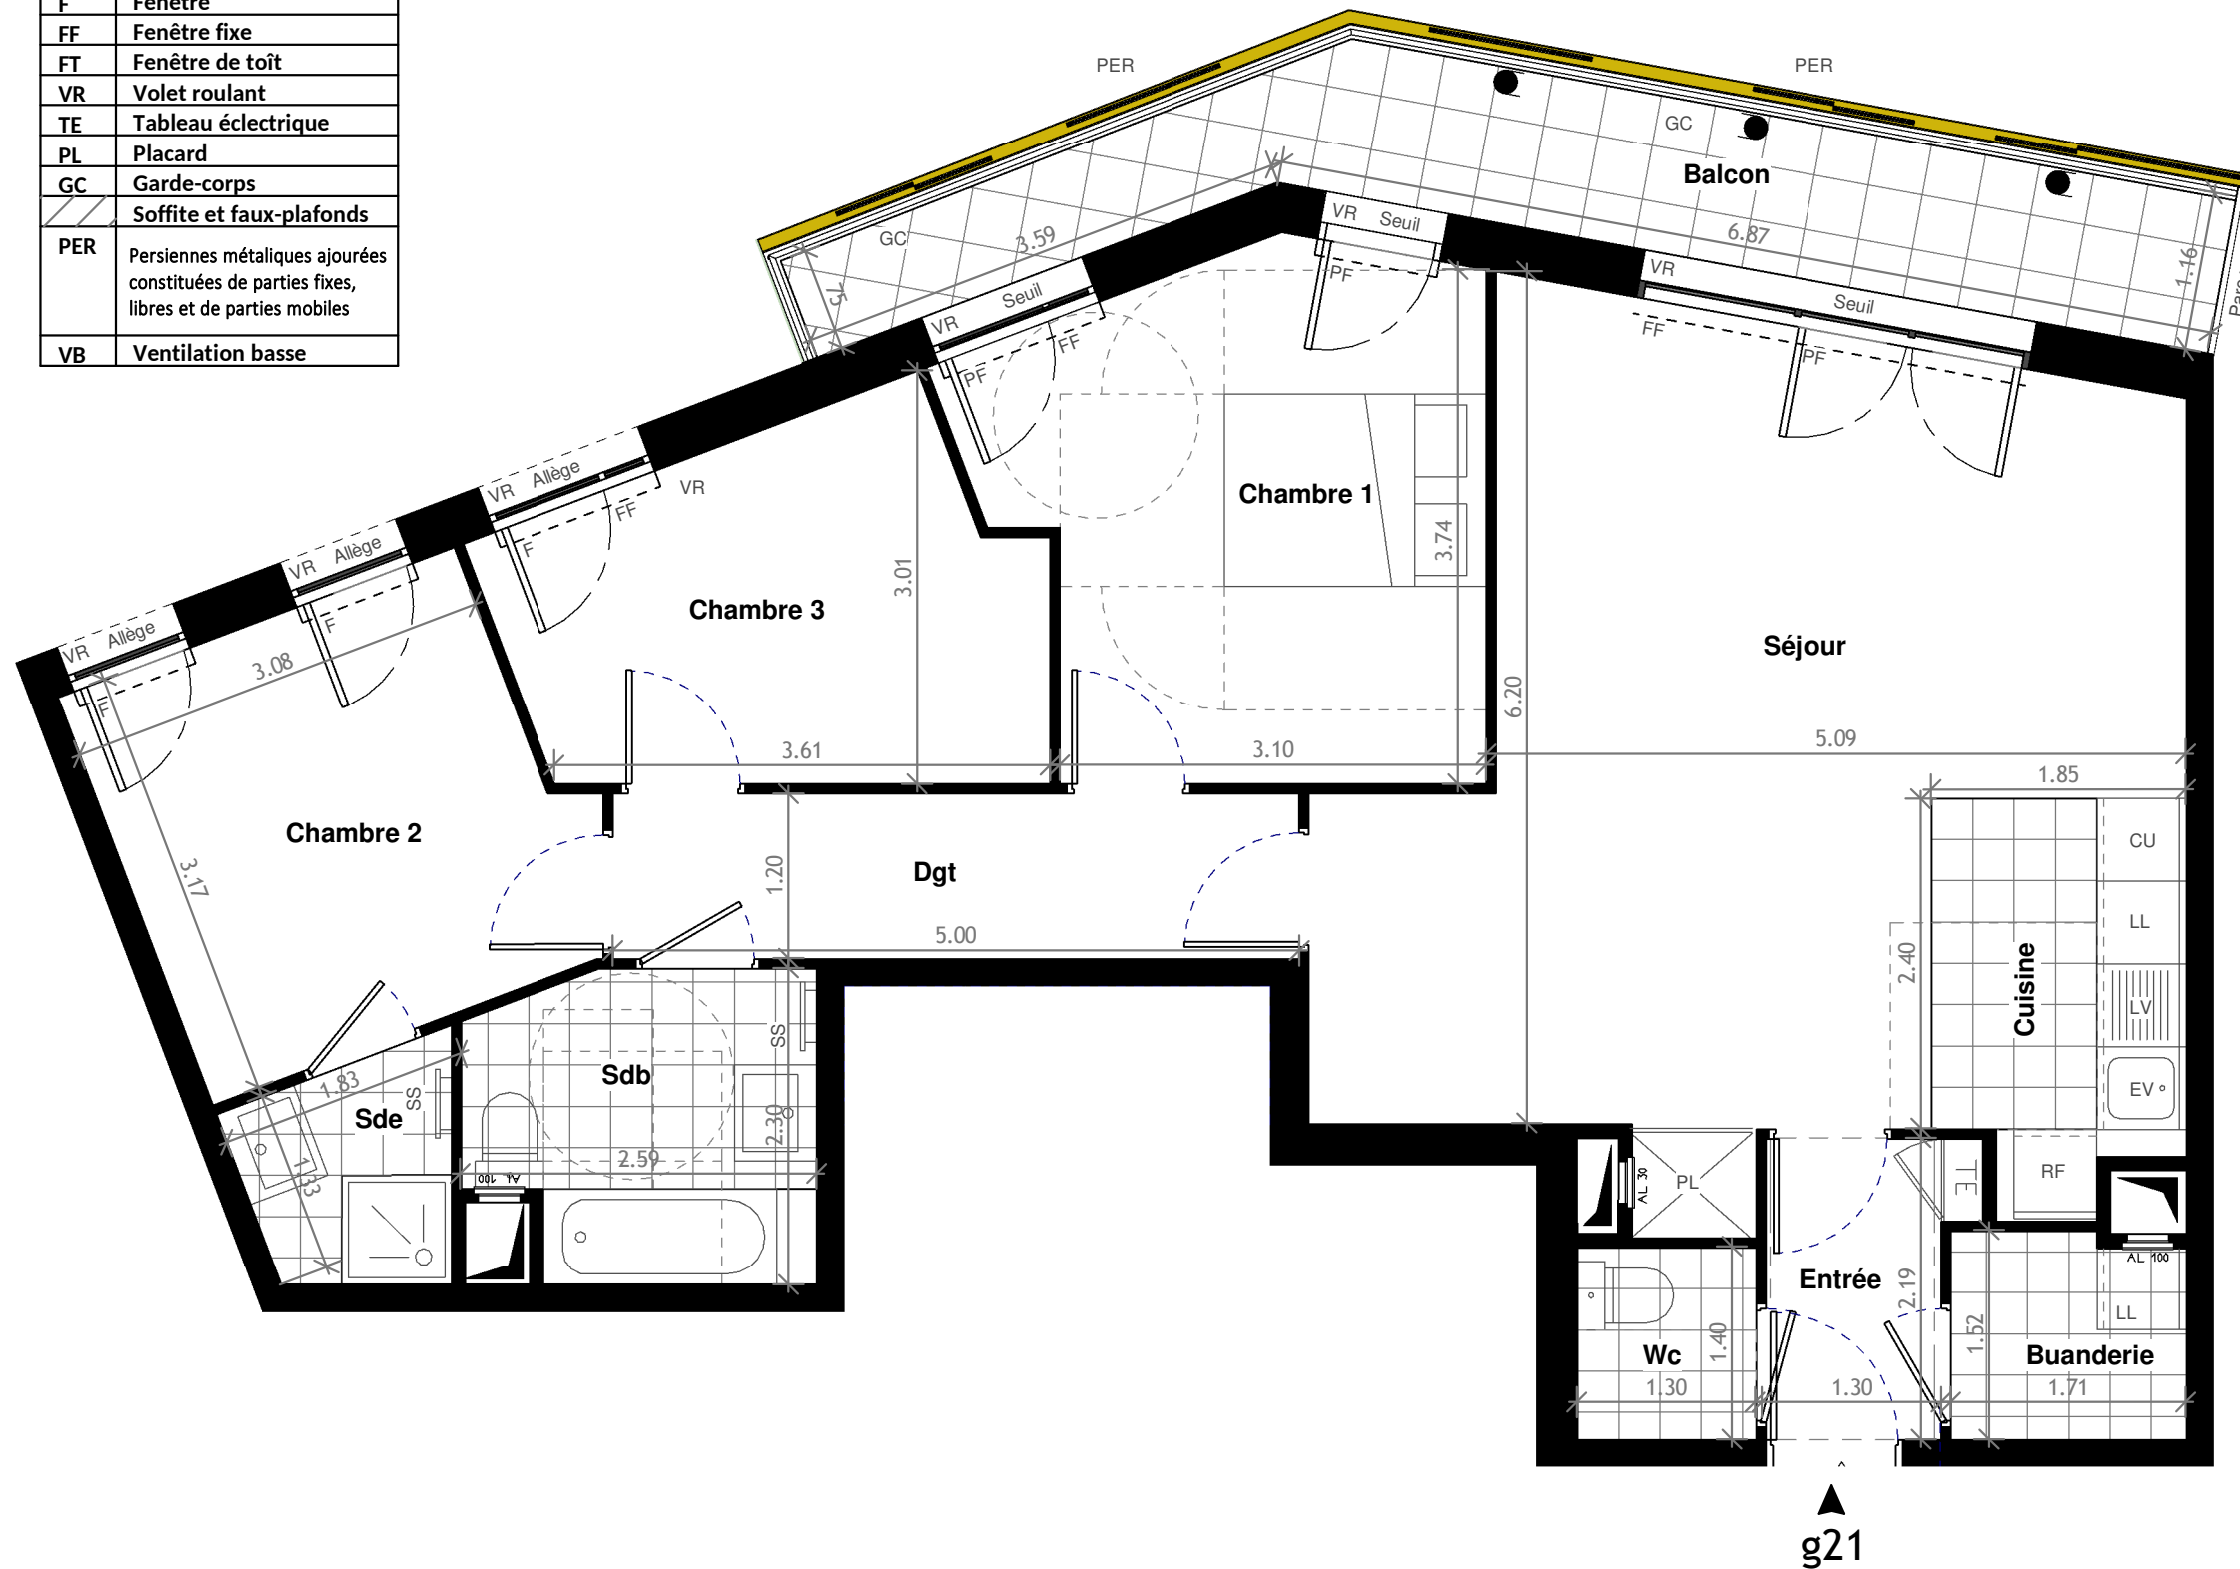 F Fenêtre
FF Fenêtre fixe
FT Fenêtre de toît
VR Volet roulant
TE Tableau éclectrique
PL Placard
GC Garde-corps
Soffite et faux-plafonds
PER Persiennes métaliques ajourées
constituées de parties fixes,
libres et de parties mobiles
VB Ventilation basse
PER
PER
GC
Balcon
GC
3.59
6.87
75
1.16
VR Seuil
PF
VR Seuil
FF
PF
VR
Seuil
FF
PF
VR Allège
F
FF
VR
VR Allège
F
VR Allège
F
3.08
Chambre 1
3.74
Chambre 3
3.01
Séjour
6.20
3.61
3.10
5.09
1.85
Chambre 2
3.17
Dgt
1.20
5.00
Cuisine
2.40
CU
LL
LV
EV
RF
Sdb
SS
2.30
2.59
AL 100
Sde
SS
1.83
1.33
AL 30
PL
TE
Entrée
2.19
1.30
Wc
1.40
1.30
Buanderie
1.52
1.71
AL 100
LL
g21